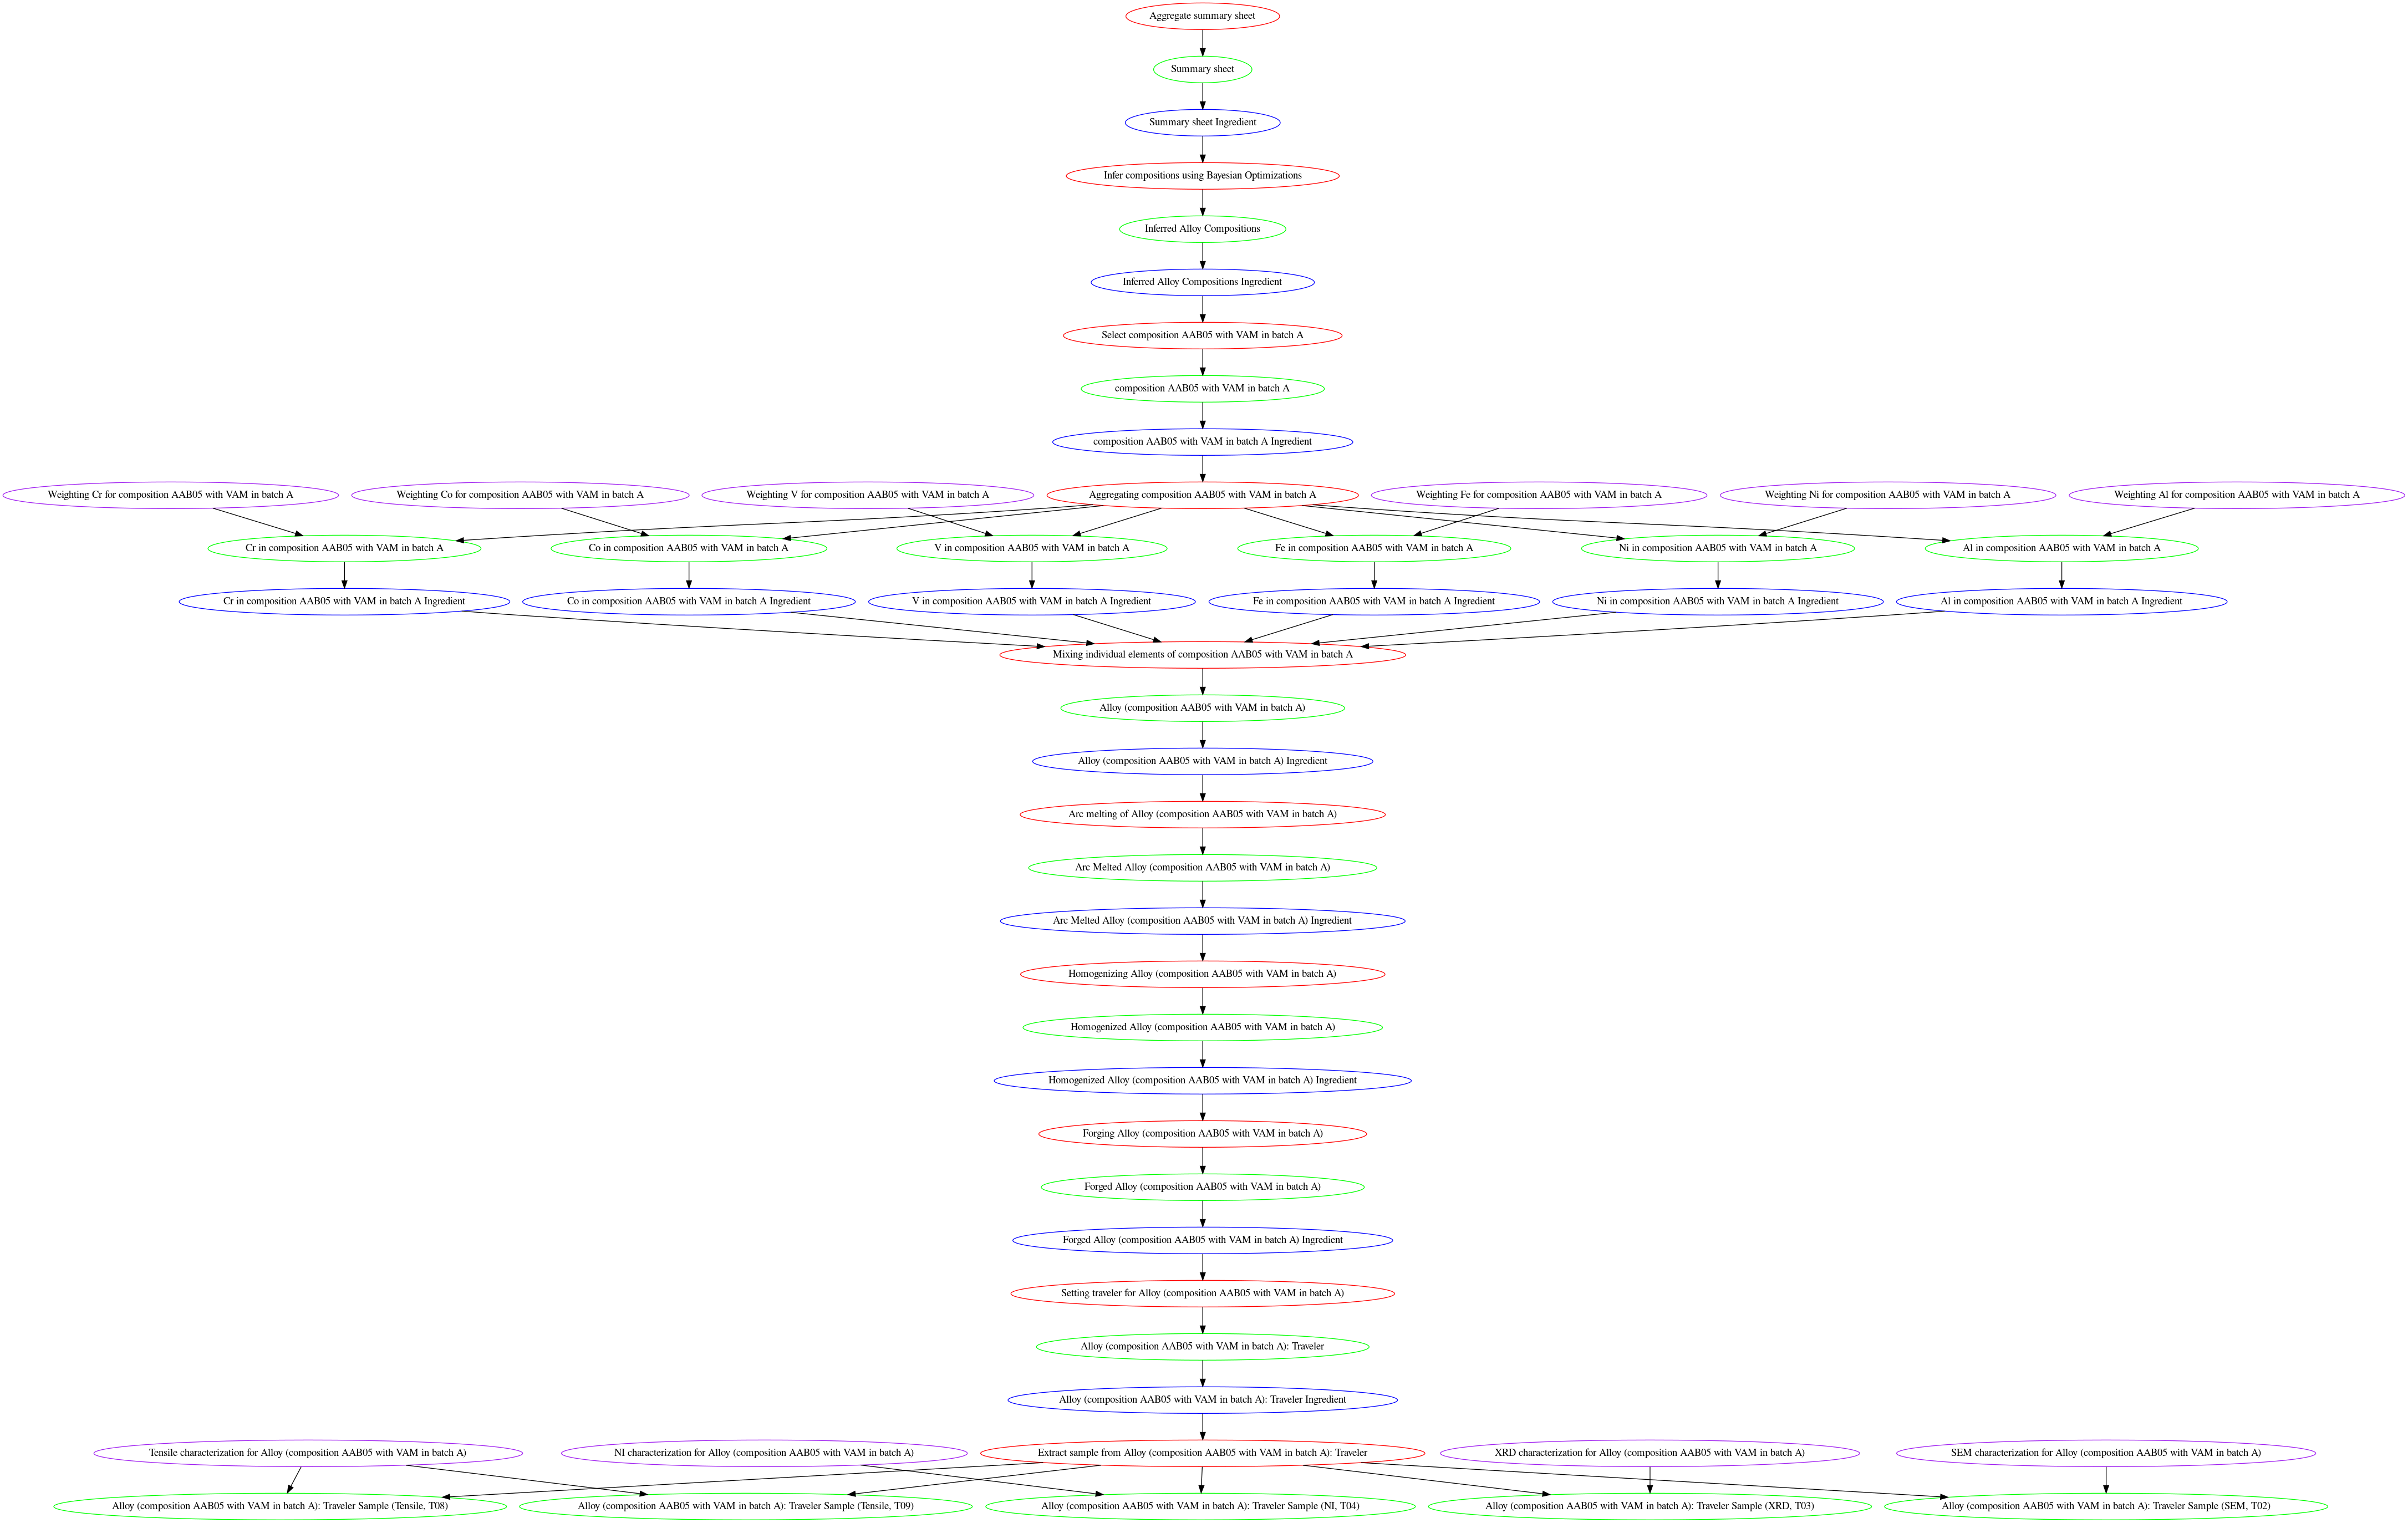 Aggregate summary sheet
Summary sheet
Summary sheet Ingredient
Infer compositions using Bayesian Optimizations
Inferred Alloy Compositions
Inferred Alloy Compositions Ingredient
Select composition AAB05 with VAM in batch A
composition AAB05 with VAM in batch A
composition AAB05 with VAM in batch A Ingredient
Weighting Cr for composition AAB05 with VAM in batch A
Weighting Co for composition AAB05 with VAM in batch A
Weighting V for composition AAB05 with VAM in batch A
Aggregating composition AAB05 with VAM in batch A
Weighting Fe for composition AAB05 with VAM in batch A
Weighting Ni for composition AAB05 with VAM in batch A
Weighting Al for composition AAB05 with VAM in batch A
Cr in composition AAB05 with VAM in batch A
Co in composition AAB05 with VAM in batch A
V in composition AAB05 with VAM in batch A
Fe in composition AAB05 with VAM in batch A
Ni in composition AAB05 with VAM in batch A
Al in composition AAB05 with VAM in batch A
Cr in composition AAB05 with VAM in batch A Ingredient
Co in composition AAB05 with VAM in batch A Ingredient
V in composition AAB05 with VAM in batch A Ingredient
Fe in composition AAB05 with VAM in batch A Ingredient
Ni in composition AAB05 with VAM in batch A Ingredient
Al in composition AAB05 with VAM in batch A Ingredient
Mixing individual elements of composition AAB05 with VAM in batch A
Alloy (composition AAB05 with VAM in batch A)
Alloy (composition AAB05 with VAM in batch A) Ingredient
Arc melting of Alloy (composition AAB05 with VAM in batch A)
Arc Melted Alloy (composition AAB05 with VAM in batch A)
Arc Melted Alloy (composition AAB05 with VAM in batch A) Ingredient
Homogenizing Alloy (composition AAB05 with VAM in batch A)
Homogenized Alloy (composition AAB05 with VAM in batch A)
Homogenized Alloy (composition AAB05 with VAM in batch A) Ingredient
Forging Alloy (composition AAB05 with VAM in batch A)
Forged Alloy (composition AAB05 with VAM in batch A)
Forged Alloy (composition AAB05 with VAM in batch A) Ingredient
Setting traveler for Alloy (composition AAB05 with VAM in batch A)
Alloy (composition AAB05 with VAM in batch A): Traveler
Alloy (composition AAB05 with VAM in batch A): Traveler Ingredient
Tensile characterization for Alloy (composition AAB05 with VAM in batch A)
NI characterization for Alloy (composition AAB05 with VAM in batch A)
Extract sample from Alloy (composition AAB05 with VAM in batch A): Traveler
XRD characterization for Alloy (composition AAB05 with VAM in batch A)
SEM characterization for Alloy (composition AAB05 with VAM in batch A)
Alloy (composition AAB05 with VAM in batch A): Traveler Sample (Tensile, T08)
Alloy (composition AAB05 with VAM in batch A): Traveler Sample (Tensile, T09)
Alloy (composition AAB05 with VAM in batch A): Traveler Sample (NI, T04)
Alloy (composition AAB05 with VAM in batch A): Traveler Sample (XRD, T03)
Alloy (composition AAB05 with VAM in batch A): Traveler Sample (SEM, T02)